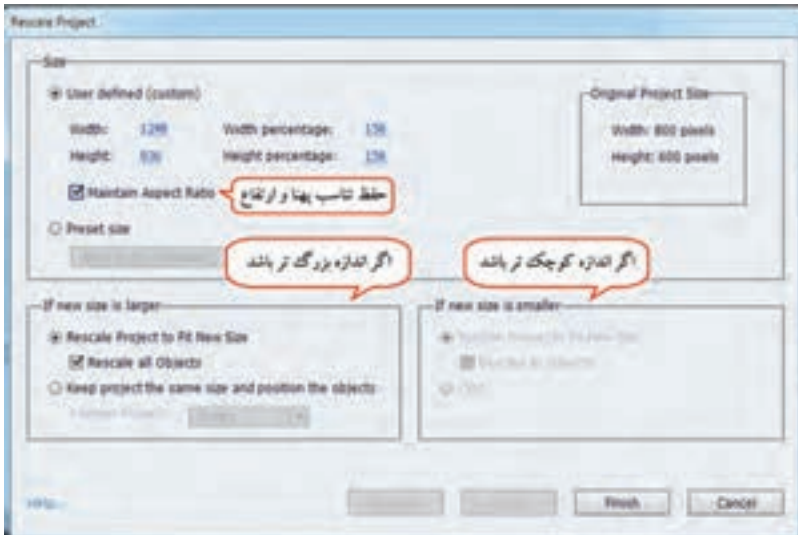 Rescale Project
Size
User defined (custom)
Width:
Width percentage:
Height:
Height percentage:
Maintain Aspect Ratio
حفظ تناسب پهنا و ارتفاع
Preset size
Original Project Size
Width: 800 pixels
Height: 600 pixels
اگر اندازه بزرگ تر باشد
اگر اندازه کوچک تر باشد
If new size is larger
Rescale Project to Fit New Size
Rescale all Objects
Keep project the same size and position the objects
If new size is smaller
Finish
Cancel